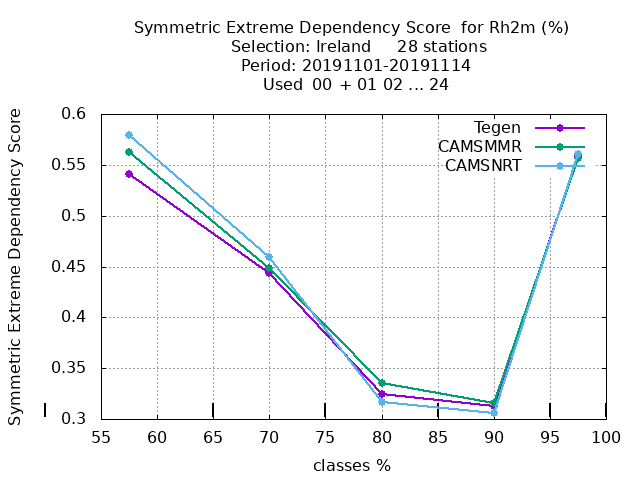 Symmetric Extreme Dependency Score for Rh2m (%)
Selection: Ireland 28 stations
Period: 20191101-20191114
Used 00 + 01 02 ... 24
Symmetric Extreme Dependency Score
0.6
0.55
0.5
0.45
0.4
0.35
0.3
Tegen
CAMSMMR
CAMSNRT
55 60 65 70 75 80 85 90 95 100
classes %